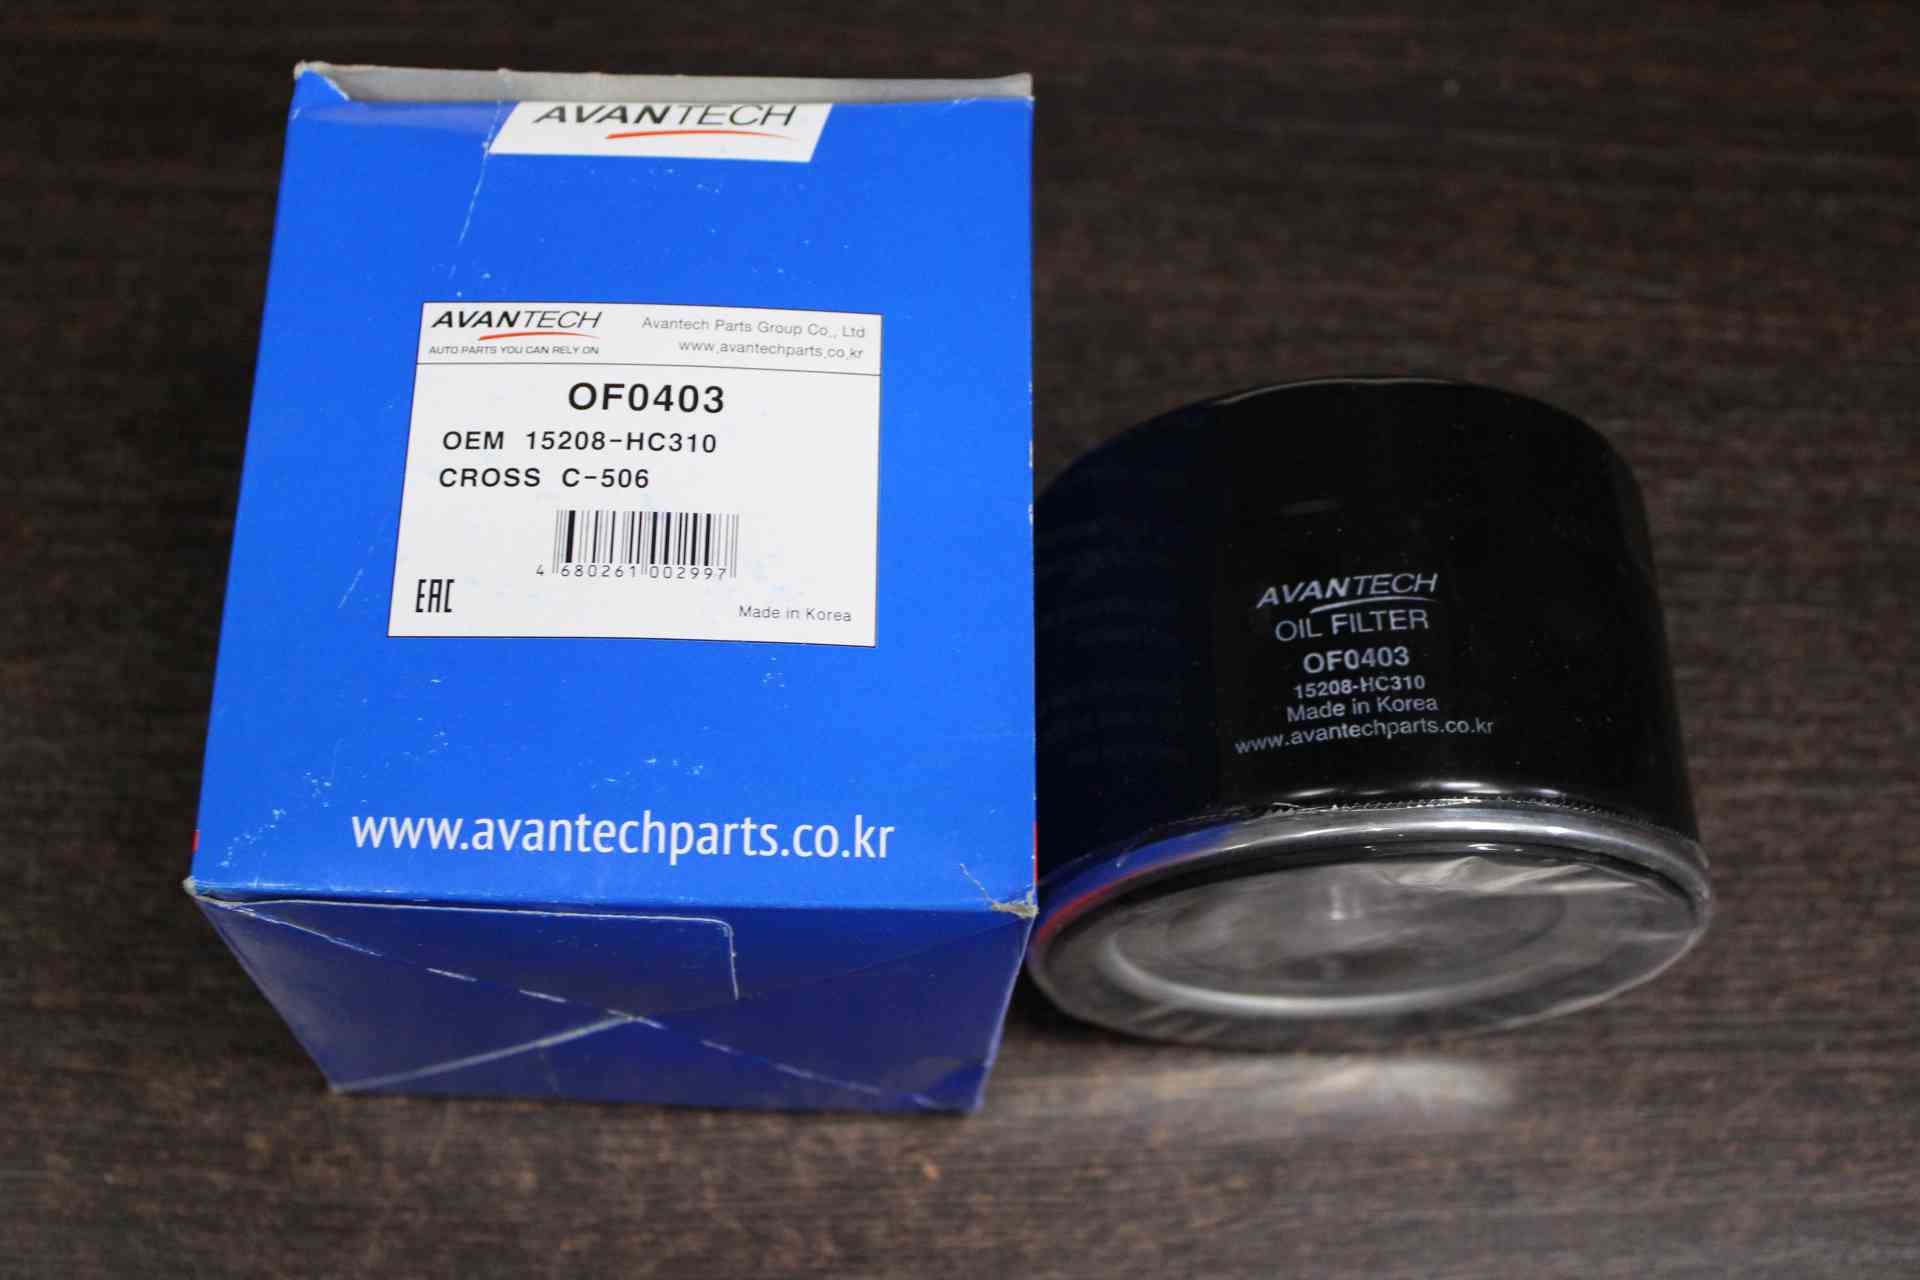 AVANTECH
AVANTECH
AUTO PARTS YOU CAN RELY ON
Avantech Parts Group Co., Ltd
www.avantechparts.co.kr
OF0403
OEM 15208-HC310
CROSS C-506
4 680261 002997
EAC
Made in Korea
www.avantechparts.co.kr
AVANTECH
OIL FILTER
OF0403
15208-HC310
Made in Korea
www.avantechparts.co.kr